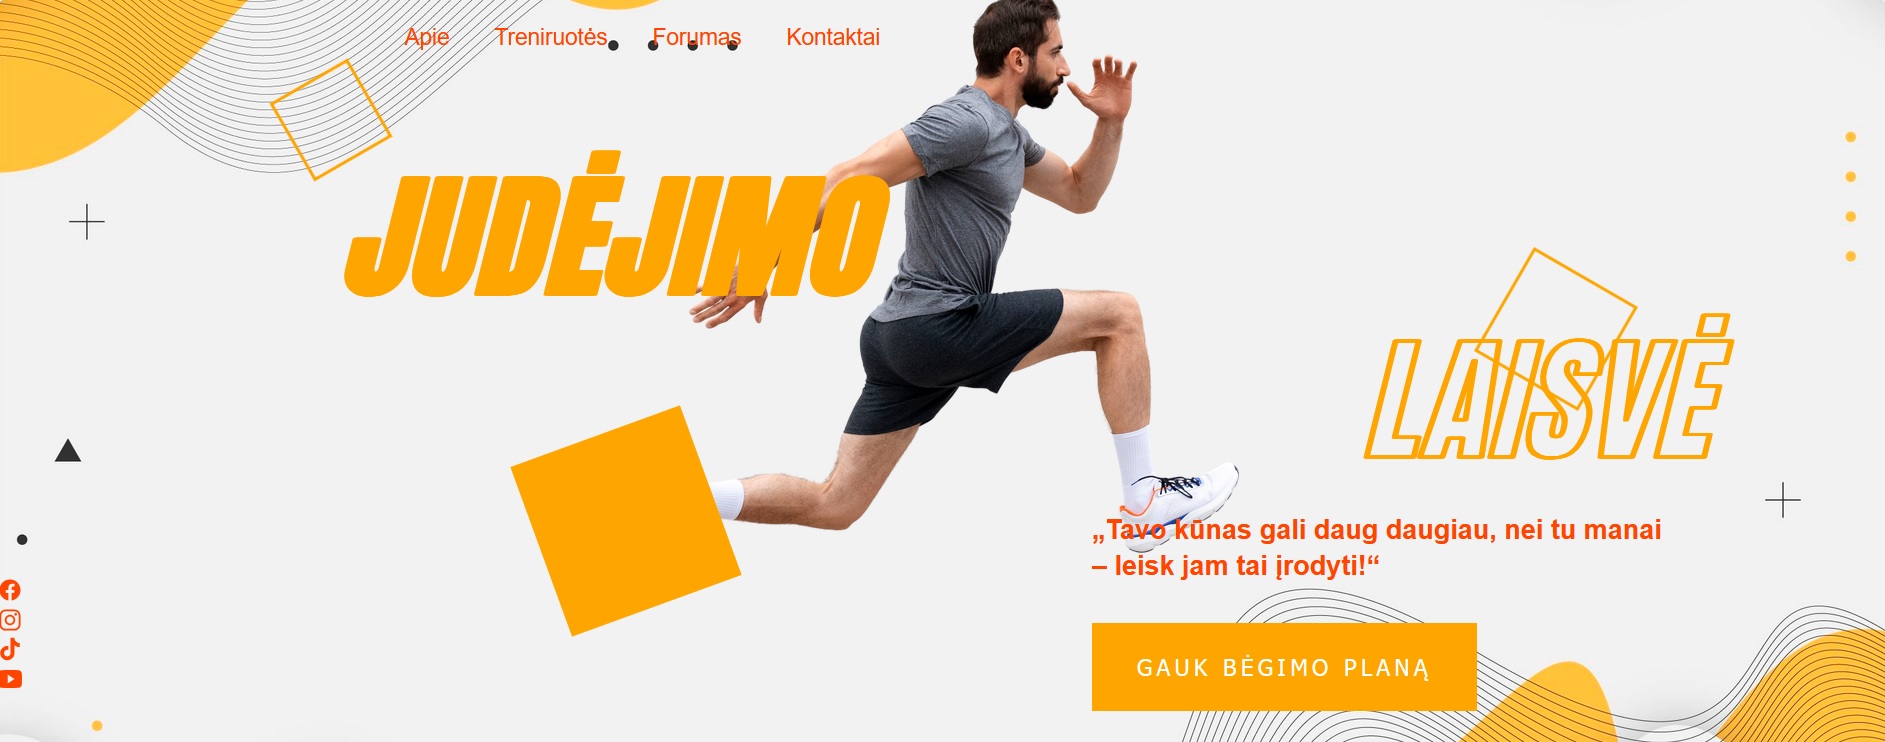 Apie Treniruotės Forumas Kontaktai
JUDĖJIMO
LAISVĖ
„Tavo kūnas gali daug daugiau, nei tu manai
– leisk jam tai įrodyti!“
GAUK BĖGIMO PLANĄ